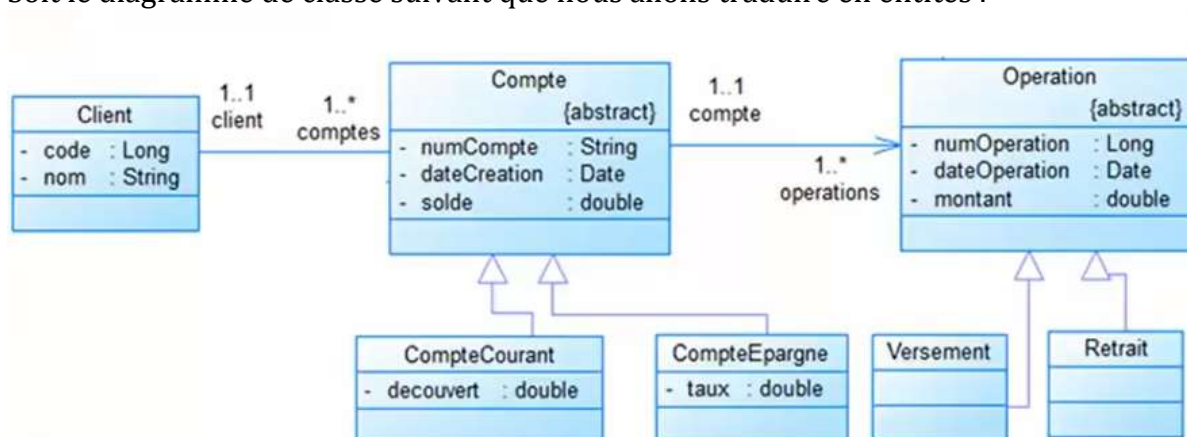 soit le diagramme de classe suivant que nous allons traduire en entités :
Client
- code : Long
- nom : String
1..1
client
1..*
comptes
Compte
{abstract}
- numCompte : String
- dateCreation : Date
- solde : double
1..1
compte
1..*
operations
Operation
{abstract}
- numOperation : Long
- dateOperation : Date
- montant : double
CompteCourant
- decouvert : double
CompteEpargne
- taux : double
Versement
Retrait